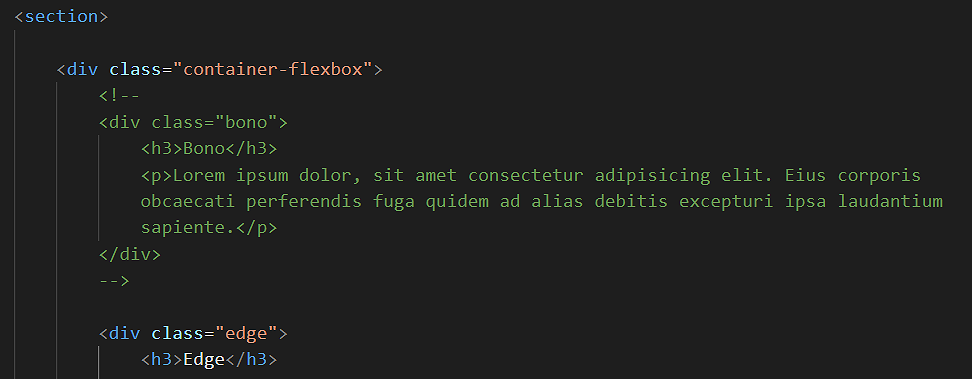 <section>
<div class="container-flexbox">
<!--
<div class="bono">
<h3>Bono</h3>
<p>Lorem ipsum dolor, sit amet consectetur adipisicing elit. Eius corporis
obcaecati perferendis fuga quidem ad alias debitis excepturi ipsa laudantium
sapiente.</p>
</div>
-->
<div class="edge">
<h3>Edge</h3>